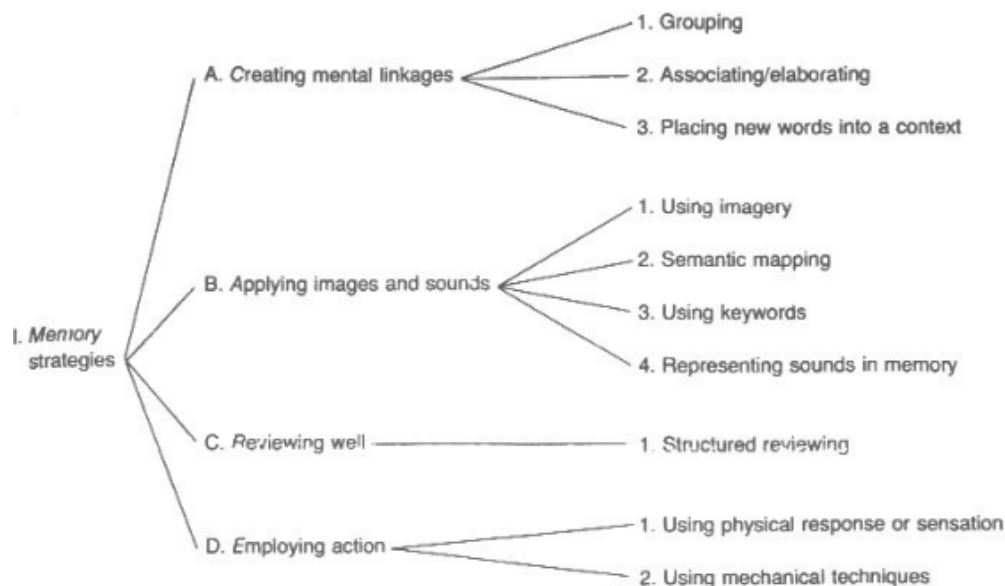 1. Grouping
A. Creating mental linkages
2. Associating/elaborating
3. Placing new words into a context
1. Using imagery
2. Semantic mapping
B. Applying images and sounds
3. Using keywords
I. Memory
strategies
4. Representing sounds in memory
C. Reviewing well
1. Structured reviewing
1. Using physical response or sensation
D. Employing action
2. Using mechanical techniques